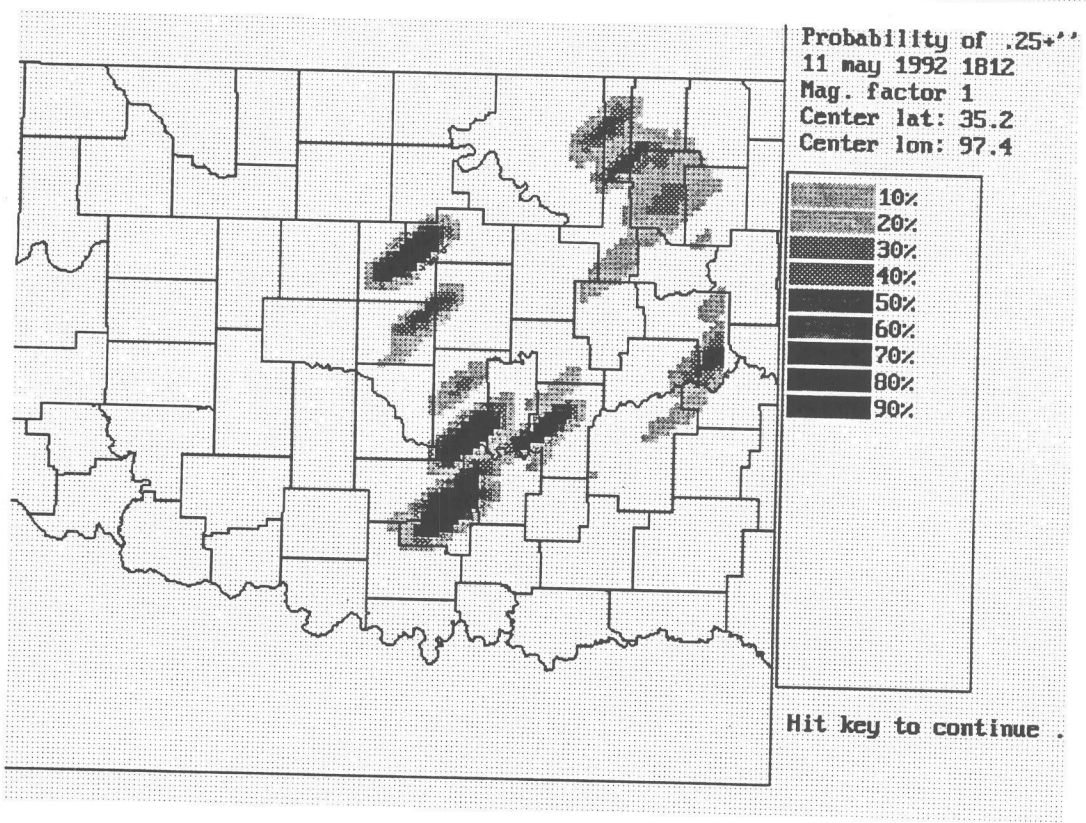 Probability of .25+''
11 may 1992 1812
Mag. factor 1
Center lat: 35.2
Center lon: 97.4
10%
20%
30%
40%
50%
60%
70%
80%
90%
Hit key to continue .